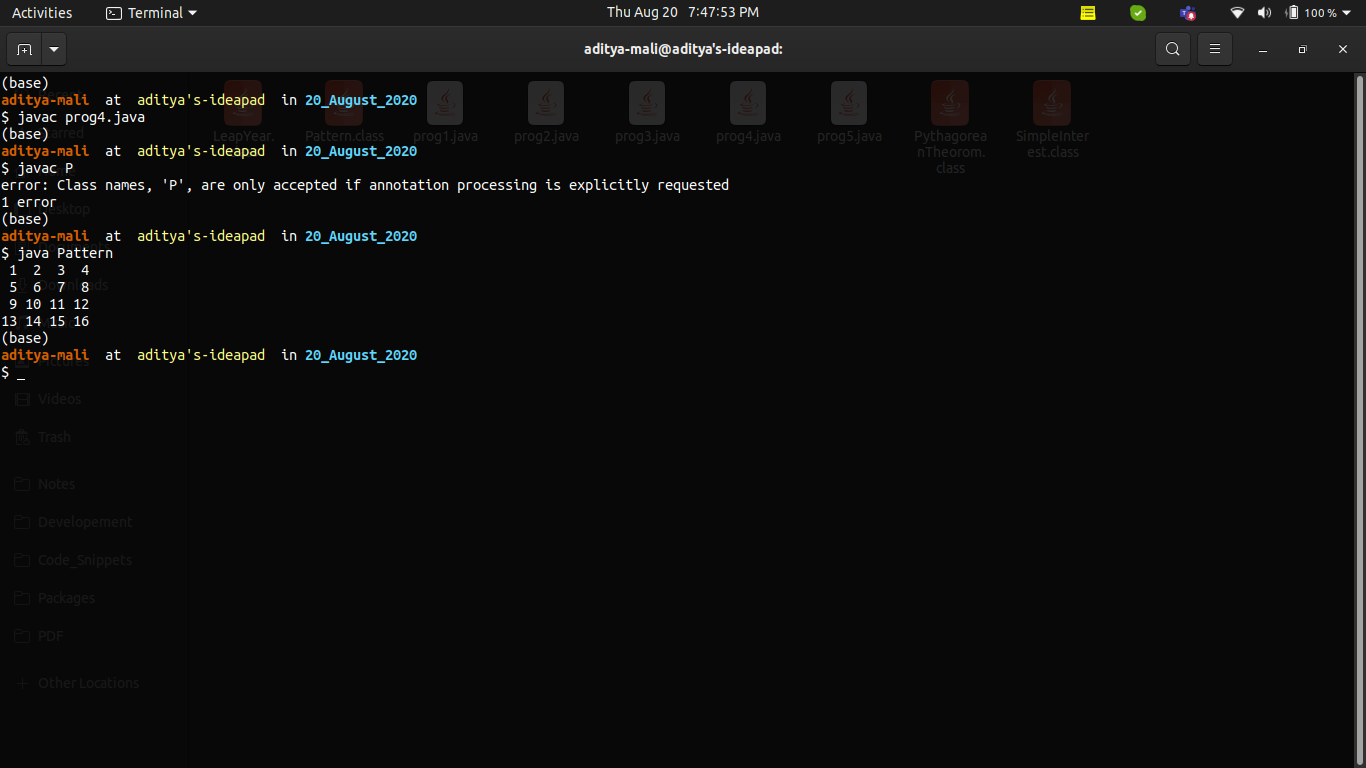 Activities Terminal Thu Aug 20 7:47:53 PM 100 %
aditya-mali@aditya's-ideapad:
(base)
aditya-mali at aditya's-ideapad in 20_August_2020
$ javac prog4.java
(base)
aditya-mali at aditya's-ideapad in 20_August_2020
$ javac P
error: Class names, 'P', are only accepted if annotation processing is explicitly requested
1 error
(base)
aditya-mali at aditya's-ideapad in 20_August_2020
$ java Pattern
 1  2  3  4
 5  6  7  8
 9 10 11 12
13 14 15 16
(base)
aditya-mali at aditya's-ideapad in 20_August_2020
$ _
LeapYear.
Pattern.class
prog1.java
prog2.java
prog3.java
prog4.java
prog5.java
Pythagorea
nTheorom.
class
SimpleInter
est.class
Videos
Trash
Notes
Developement
Code_Snippets
Packages
PDF
Other Locations